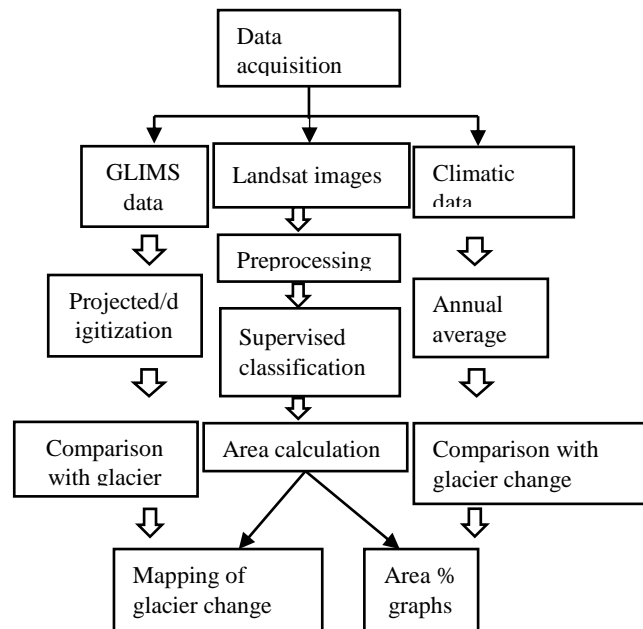 Data
acquisition
GLIMS
data
Landsat images
Climatic
data
Preprocessing
Projected/d
igitization
Supervised
classification
Annual
average
Comparison
with glacier
Area calculation
Comparison with
glacier change
Mapping of
glacier change
Area %
graphs